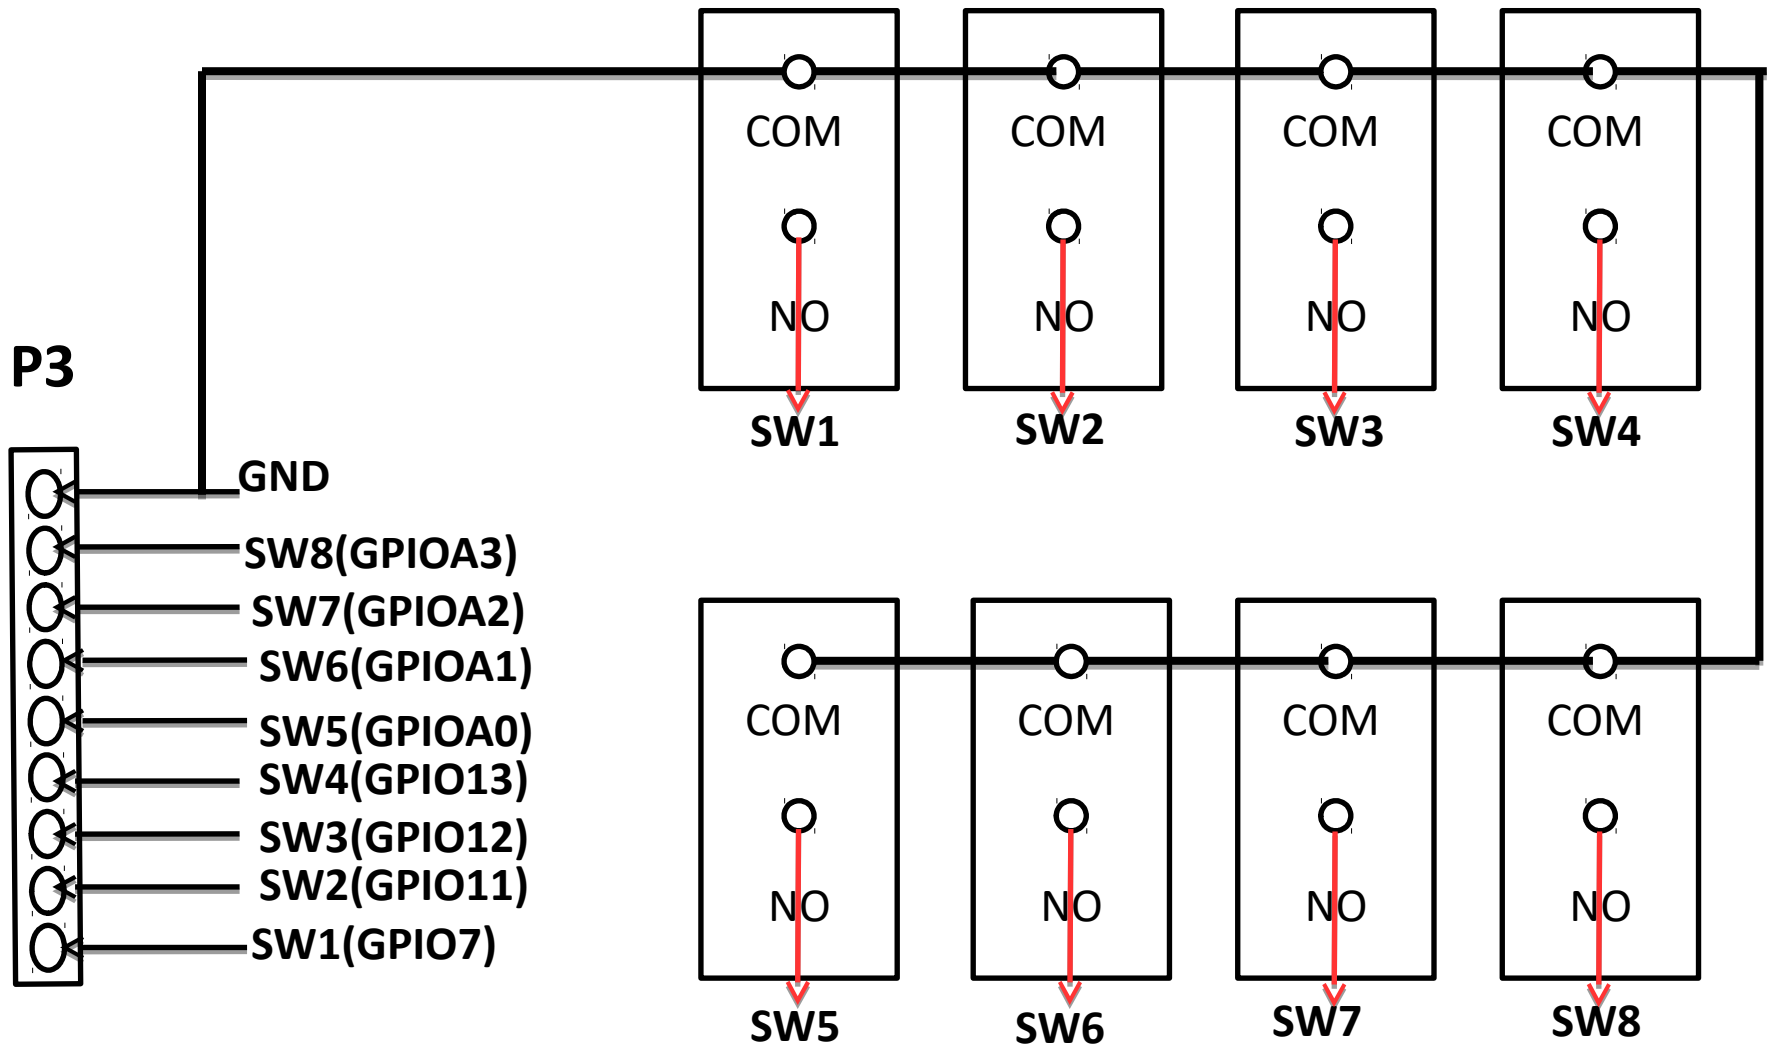 COM COM COM COM
NO NO NO NO
SW1 SW2 SW3 SW4
P3
GND
SW8(GPIOA3)
SW7(GPIOA2)
SW6(GPIOA1)
SW5(GPIOA0)
SW4(GPIO13)
SW3(GPIO12)
SW2(GPIO11)
SW1(GPIO7)
COM COM COM COM
NO NO NO NO
SW5 SW6 SW7 SW8